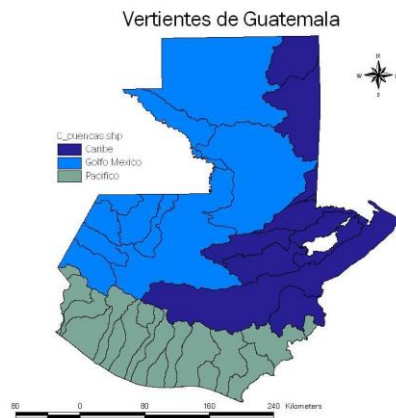 Vertientes de Guatemala
N
W E
S
C_cuencas.shp
Caribe
Golfo Mexico
Pacifico
80 0 80 160 240 Kilometers